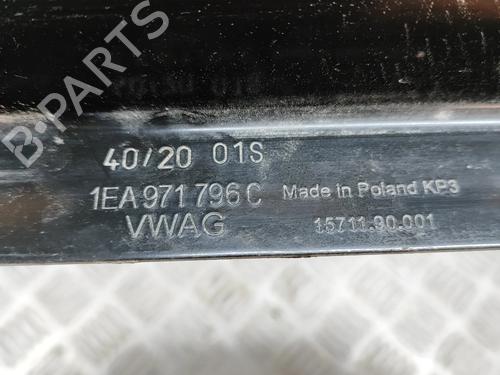 B-PARTS
40/20 01S
1EA 971 796 C Made in Poland KP3
VWAG 15711.90.001